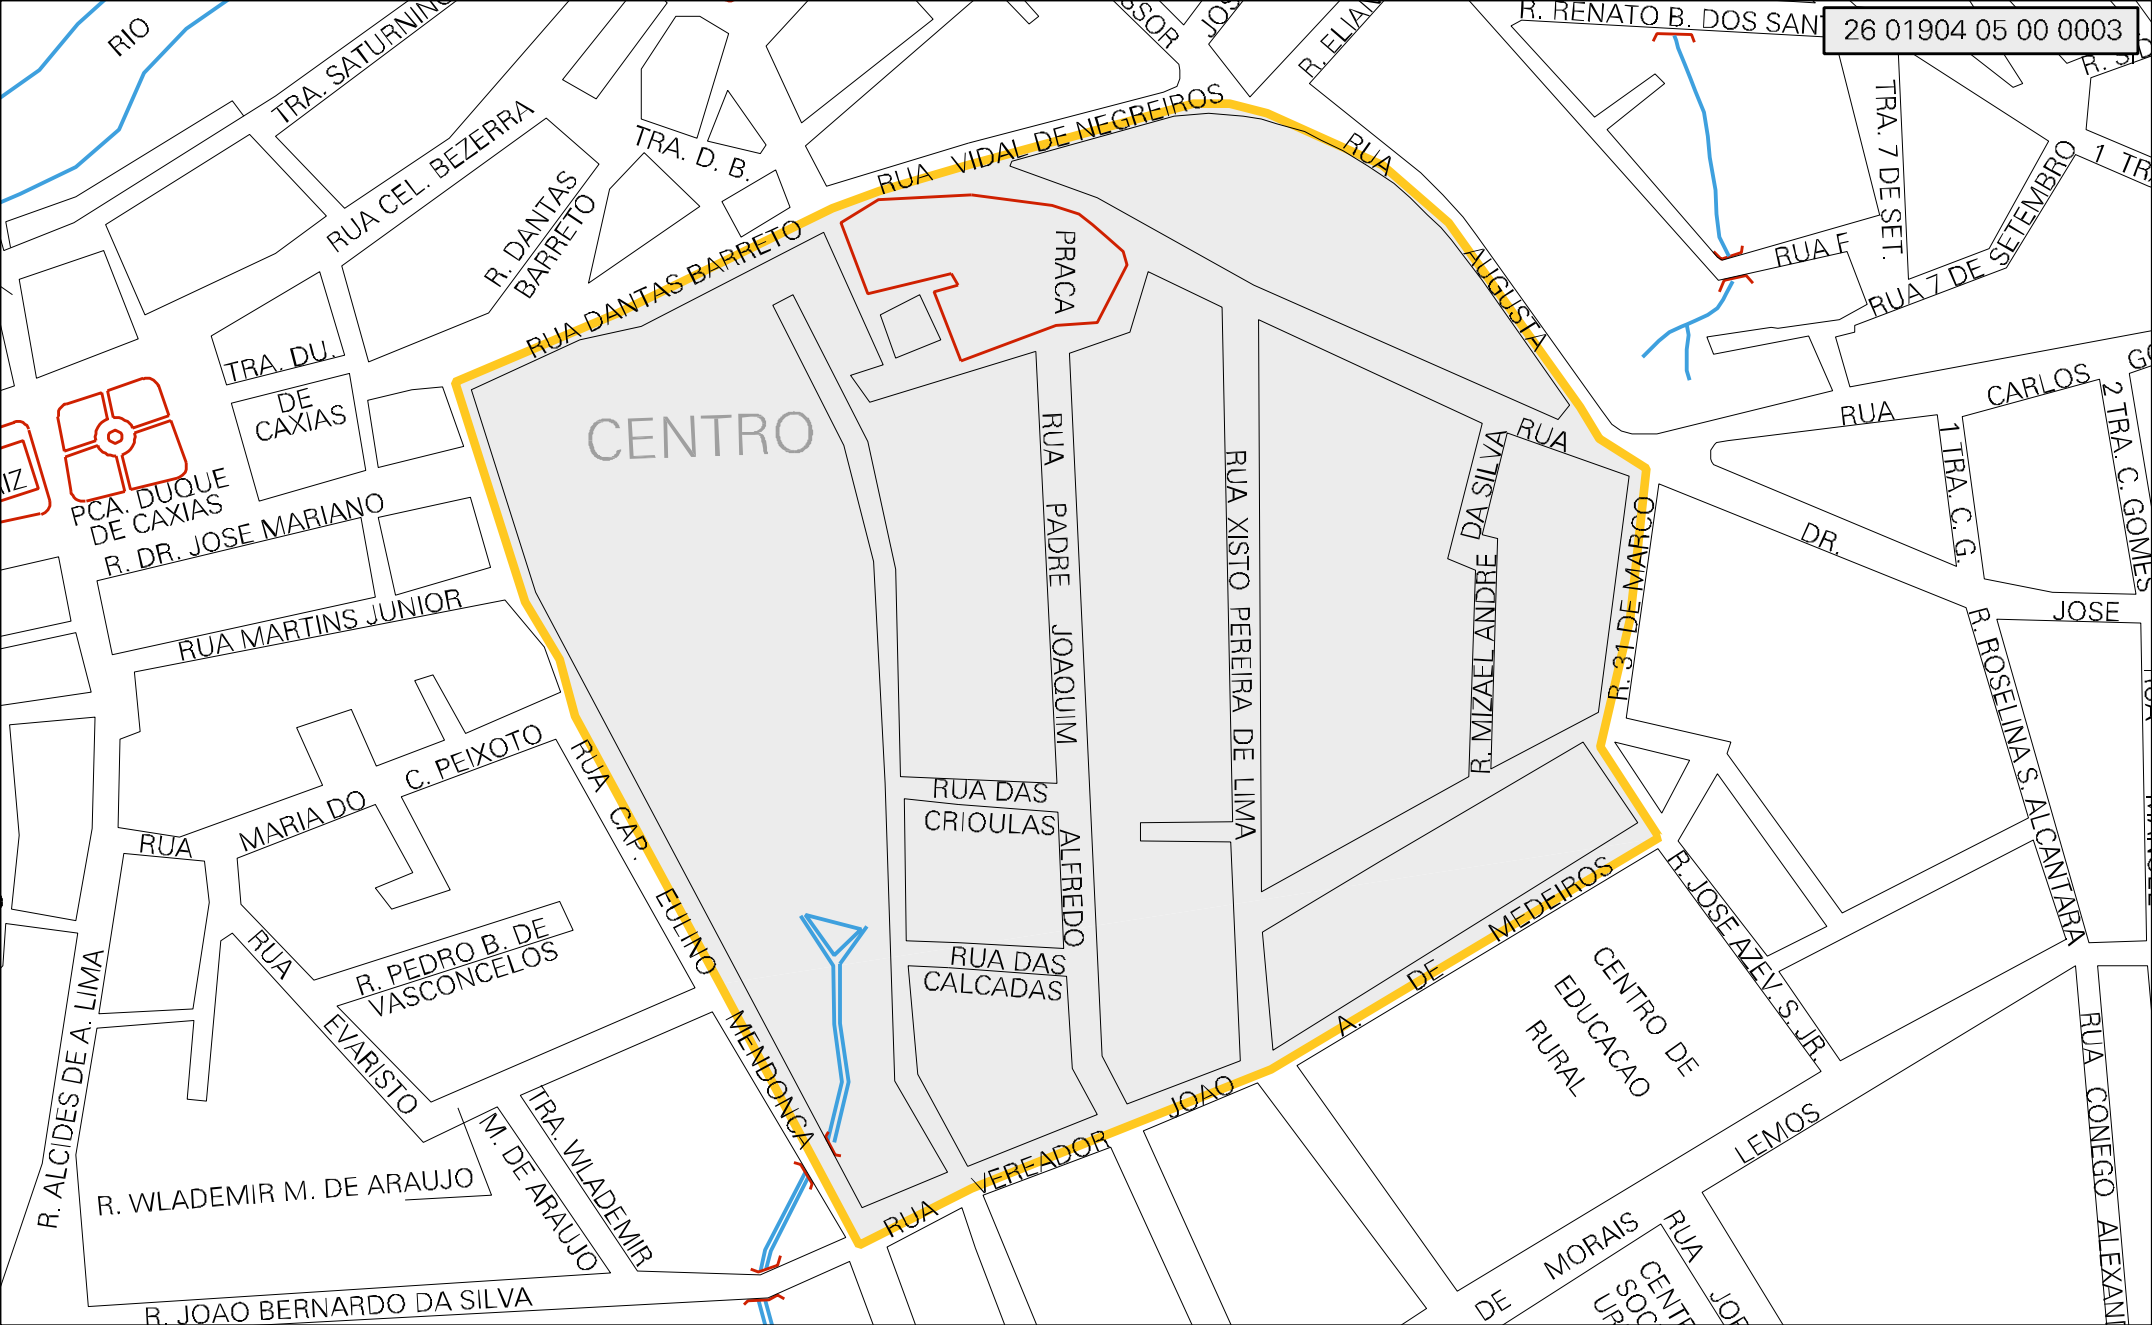 26 01904 05 00 0003
RIO
TRA. SATURNINO
R. RENATO B. DOS SANT
R. ELIAN
TRA. D. B.
RUA CEL. BEZERRA
R. DANTAS
BARRETO
RUA VIDAL DE NEGREIROS
RUA AUGUSTA
TRA. 7 DE SET.
RUA 7 DE SETEMBRO
RUA F
RUA DANTAS BARRETO
PRACA
TRA. DU.
DE
CAXIAS
CENTRO
PCA. DUQUE
DE CAXIAS
R. DR. JOSE MARIANO
RUA MARTINS JUNIOR
RUA PADRE JOAQUIM ALFREDO
RUA XISTO PEREIRA DE LIMA
RUA
DA SILVA
R. MIZAEL ANDRE
R. 31 DE MARCO
RUA CARLOS
1 TRA. C. G.
2 TRA. C. GOMES
DR. JOSE
R. ROSELINA S. ALCANTARA
C. PEIXOTO
MARIA DO
RUA
RUA DAS
CRIOULAS
RUA DAS
CALCADAS
RUA CAP. EULINO MENDONCA
R. PEDRO B. DE
VASCONCELOS
RUA EVARISTO
R. ALCIDES DE A. LIMA
R. WLADEMIR M. DE ARAUJO
M. DE ARAUJO
TRA. WLADEMIR
R. JOAO BERNARDO DA SILVA
RUA VEREADOR JOAO A. DE MEDEIROS
R. JOSE AZEV. S. JR.
CENTRO DE
EDUCACAO
RURAL
DE MORAIS LEMOS
RUA CONEGO ALEXAN
RUA JOR
CENTR